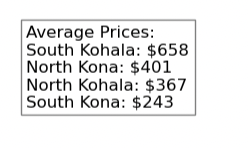 Average Prices:
South Kohala: $658
North Kona: $401
North Kohala: $367
South Kona: $243